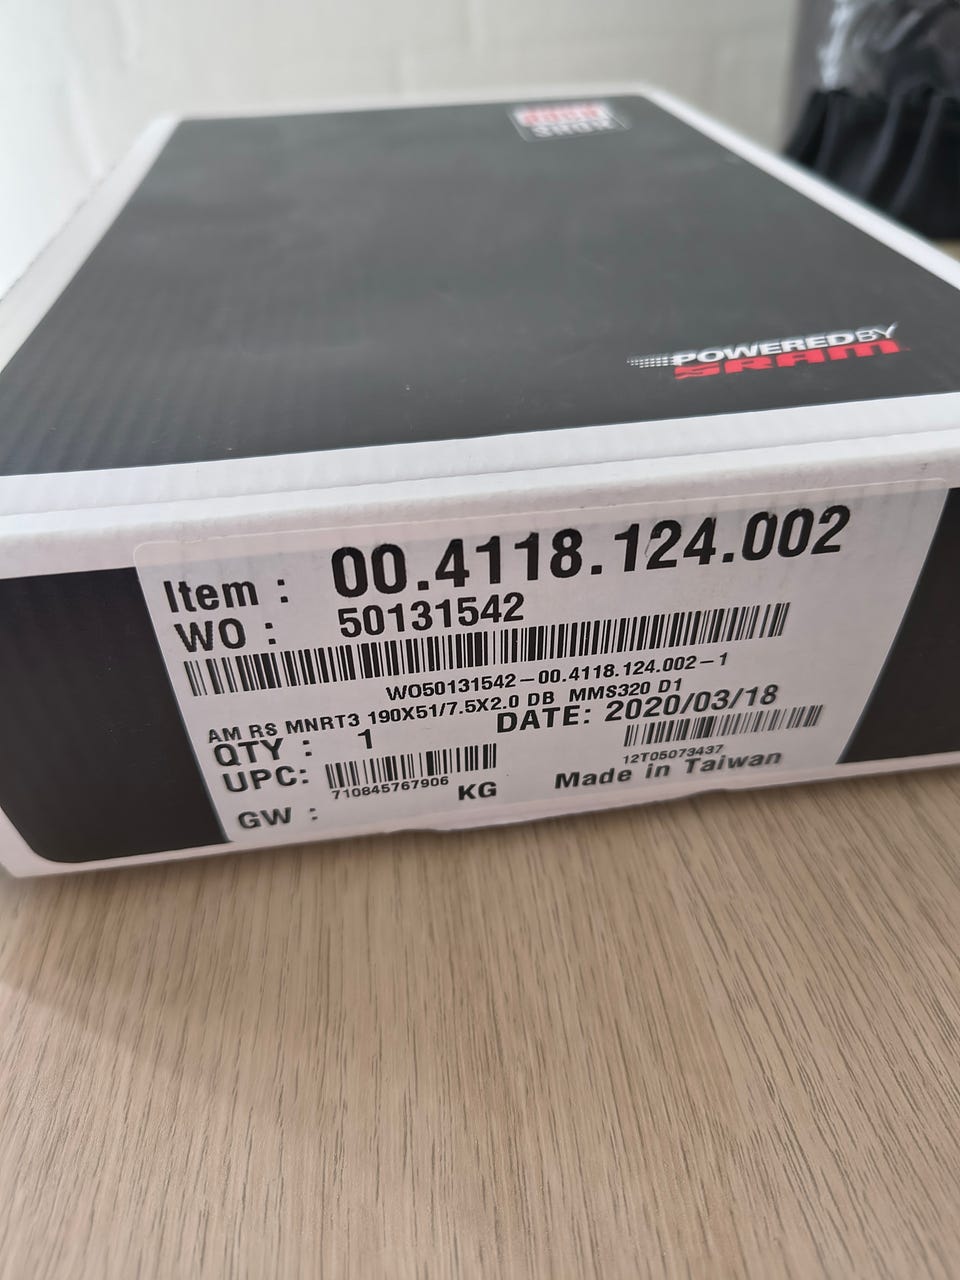 ROCK
SHOX
POWERED BY
SRAM
Item : 00.4118.124.002
WO : 50131542
WO50131542-00.4118.124.002-1
AM RS MNRT3 190X51/7.5X2.0 DB MMS320 D1
QTY : 1 DATE: 2020/03/18
UPC: 710845767906
12T05073437
GW : KG Made in Taiwan